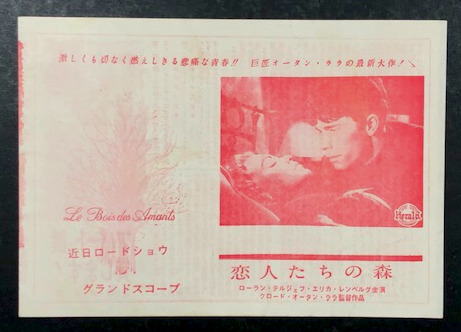 激しくも切なく燃えしきる悲痛な青春!! 巨匠オータン・ララの最新大作!
Le Bois des Amants
近日ロードショウ
グランドスコープ
Herald
恋人たちの森
ローラン・テルジェフ・エリカ・レンベルグ主演
クロード・オータン・ララ監督作品